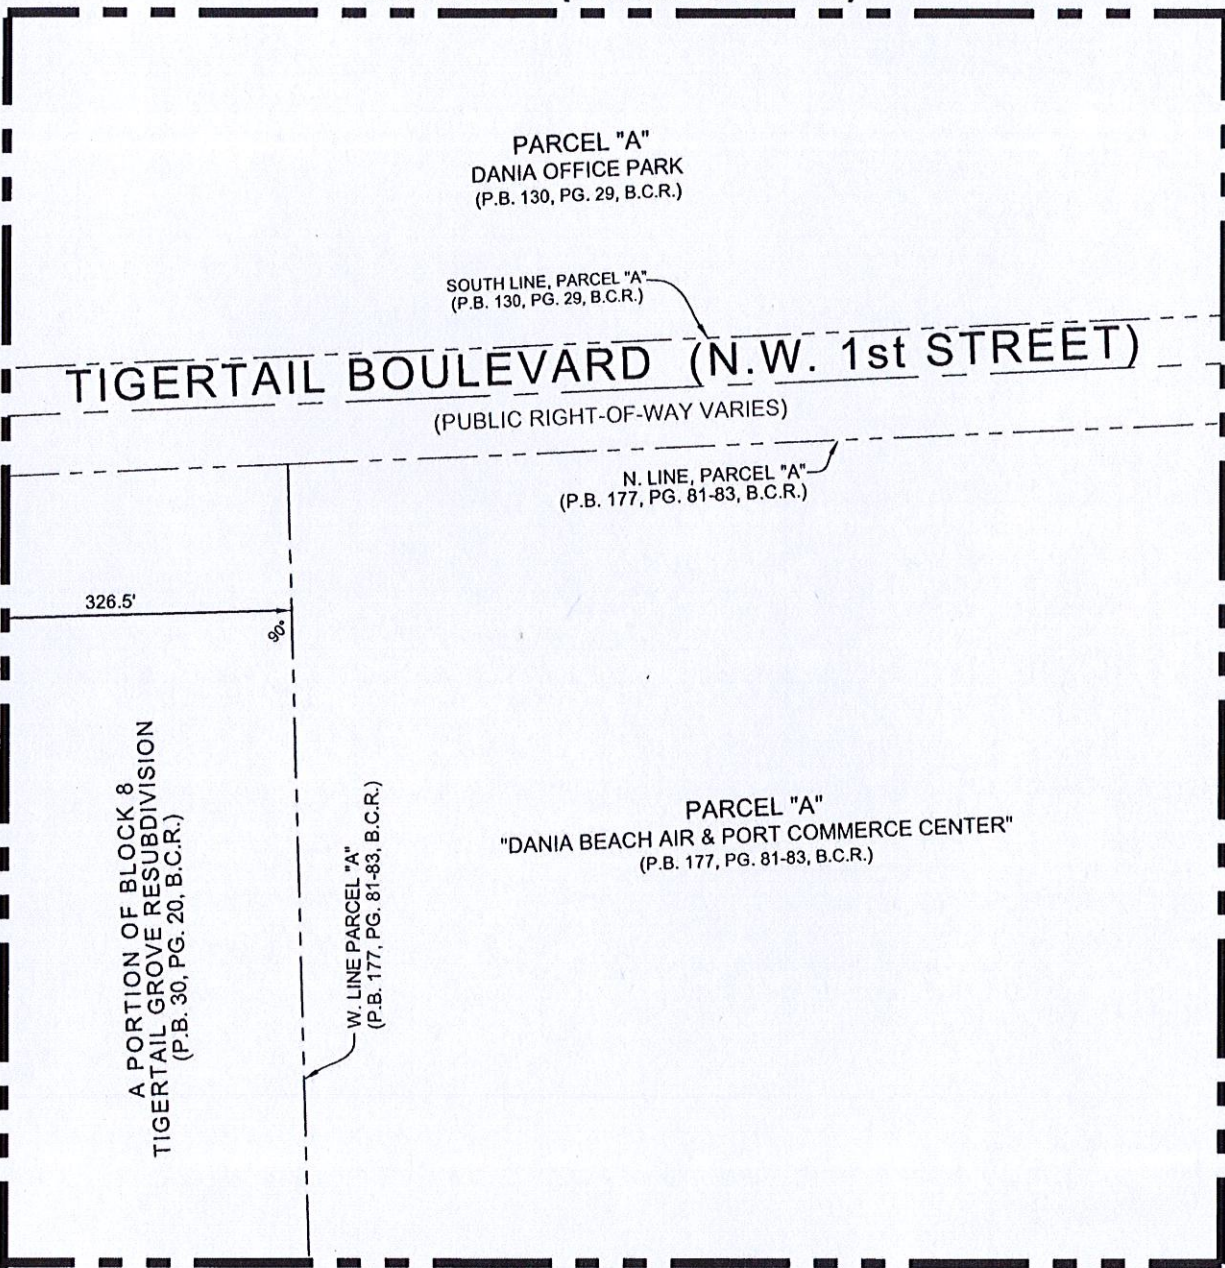 PARCEL "A"
DANIA OFFICE PARK
(P.B. 130, PG. 29, B.C.R.)
SOUTH LINE, PARCEL "A"
(P.B. 130, PG. 29, B.C.R.)
TIGERTAIL BOULEVARD (N.W. 1st STREET)
(PUBLIC RIGHT-OF-WAY VARIES)
N. LINE, PARCEL "A"
(P.B. 177, PG. 81-83, B.C.R.)
326.5'
90°
A PORTION OF BLOCK 8
TIGERTAIL GROVE RESUBDIVISION
(P.B. 30, PG. 20, B.C.R.)
W. LINE PARCEL "A"
(P.B. 177, PG. 81-83, B.C.R.)
PARCEL "A"
"DANIA BEACH AIR & PORT COMMERCE CENTER"
(P.B. 177, PG. 81-83, B.C.R.)